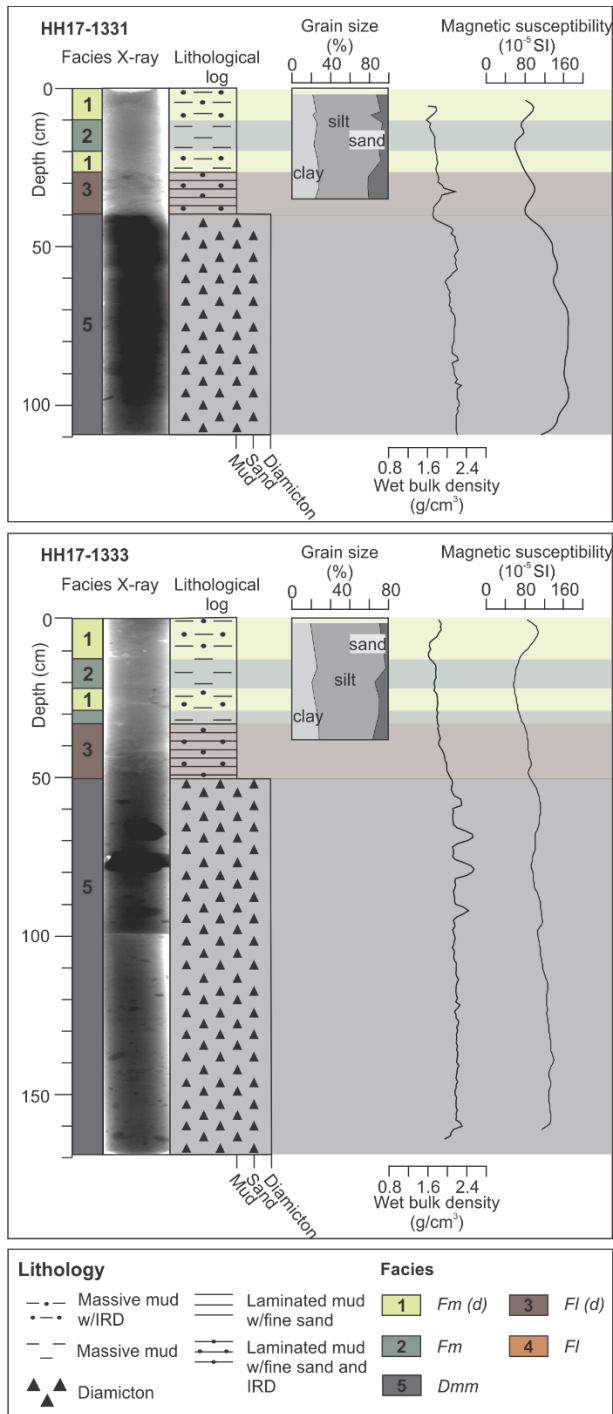 HH17-1331
Facies X-ray Lithological log
Grain size (%)
Magnetic susceptibility (10⁻⁵ SI)
0 40 80
0 80 160
Depth (cm)
0
50
100
1
2
1
3
5
silt
sand
clay
Mud
Sand
Diamicton
0.8 1.6 2.4
Wet bulk density
(g/cm³)
HH17-1333
Facies X-ray Lithological log
Grain size (%)
Magnetic susceptibility (10⁻⁵ SI)
0 40 80
0 80 160
Depth (cm)
0
50
100
150
1
2
1
3
5
sand
silt
clay
Mud
Sand
Diamicton
0.8 1.6 2.4
Wet bulk density
(g/cm³)
Lithology
Massive mud
w/IRD
Massive mud
Diamicton
Laminated mud
w/fine sand
Laminated mud
w/fine sand and
IRD
Facies
1 Fm (d)
2 Fm
5 Dmm
3 Fl (d)
4 Fl